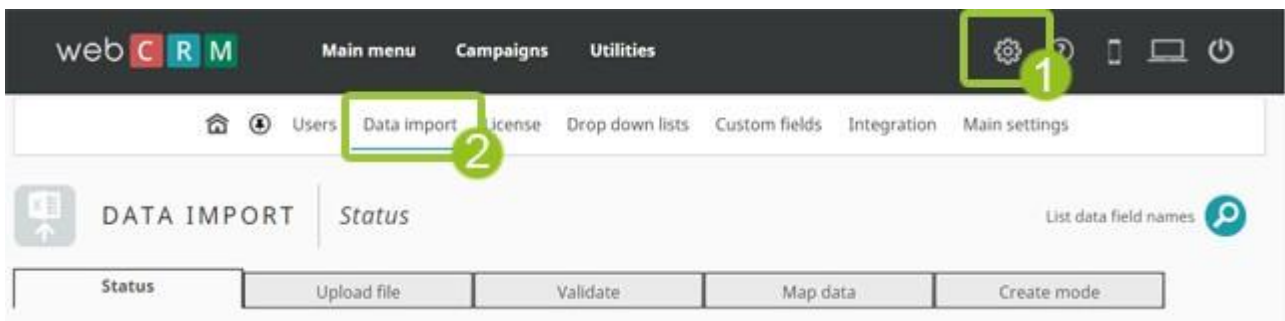 web C R M Main menu Campaigns Utilities 1
Users Data import License Drop down lists Custom fields Integration Main settings
2
DATA IMPORT Status List data field names
Status Upload file Validate Map data Create mode